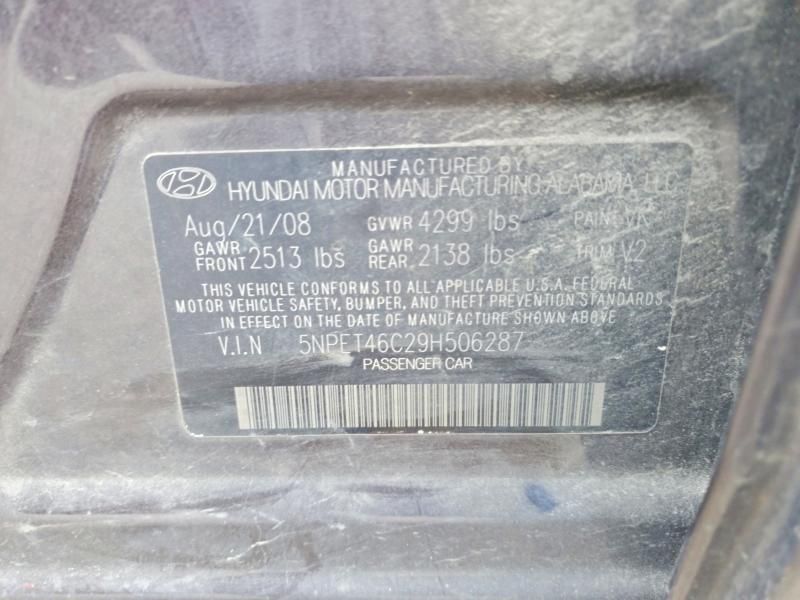 MANUFACTURED BY
HYUNDAI MOTOR MANUFACTURING ALABAMA, LLC
Aug/21/08 GVWR 4299 lbs PAINT VK
GAWR FRONT 2513 lbs GAWR REAR 2138 lbs TRIM V2
THIS VEHICLE CONFORMS TO ALL APPLICABLE U.S.A. FEDERAL
MOTOR VEHICLE SAFETY, BUMPER, AND THEFT PREVENTION STANDARDS
IN EFFECT ON THE DATE OF MANUFACTURE SHOWN ABOVE
V.I.N 5NPET46C29H506287
PASSENGER CAR